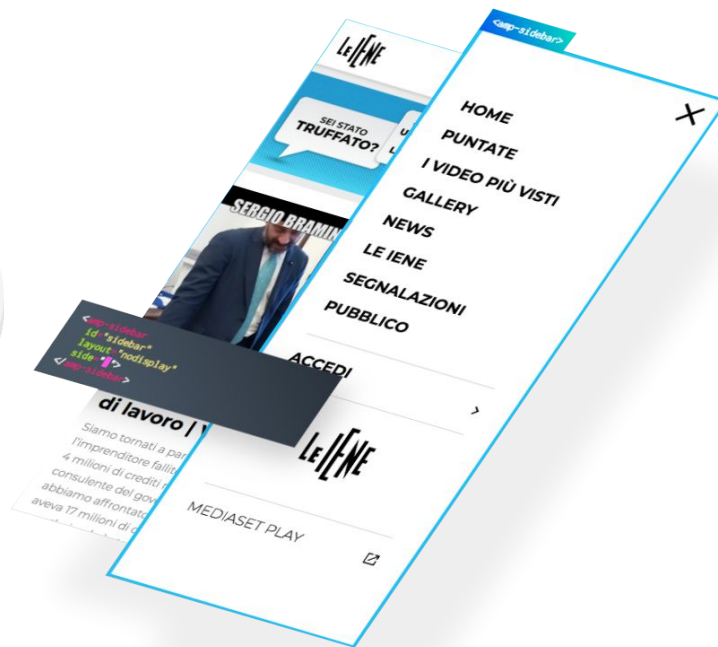 <amp-sidebar>
LE IENE
SEI STATO
TRUFFATO?
U
L
SERGIO BRAMIN
HOME
PUNTATE
I VIDEO PIÙ VISTI
GALLERY
NEWS
LE IENE
SEGNALAZIONI
PUBBLICO
ACCEDI
LE IENE
MEDIASET PLAY
<amp-sidebar
id="sidebar"
layout="nodisplay"
side="">
</amp-sidebar>
di lavoro |
Siamo tornati a par
l'imprenditore fallit
4 milioni di crediti
consulente del gov
abbiamo affrontato
aveva 17 milioni di